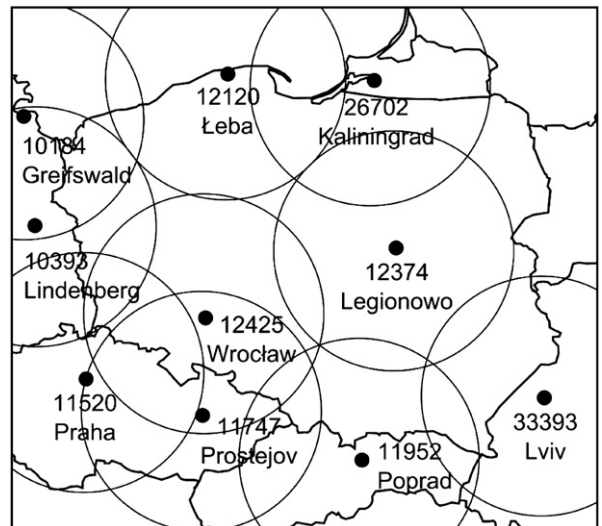 12120
Łeba
26702
Kaliningrad
10184
Greifswald
10393
Lindenberg
12374
Legionowo
12425
Wrocław
11520
Praha
11747
Prostejov
11952
Poprad
33393
Lviv